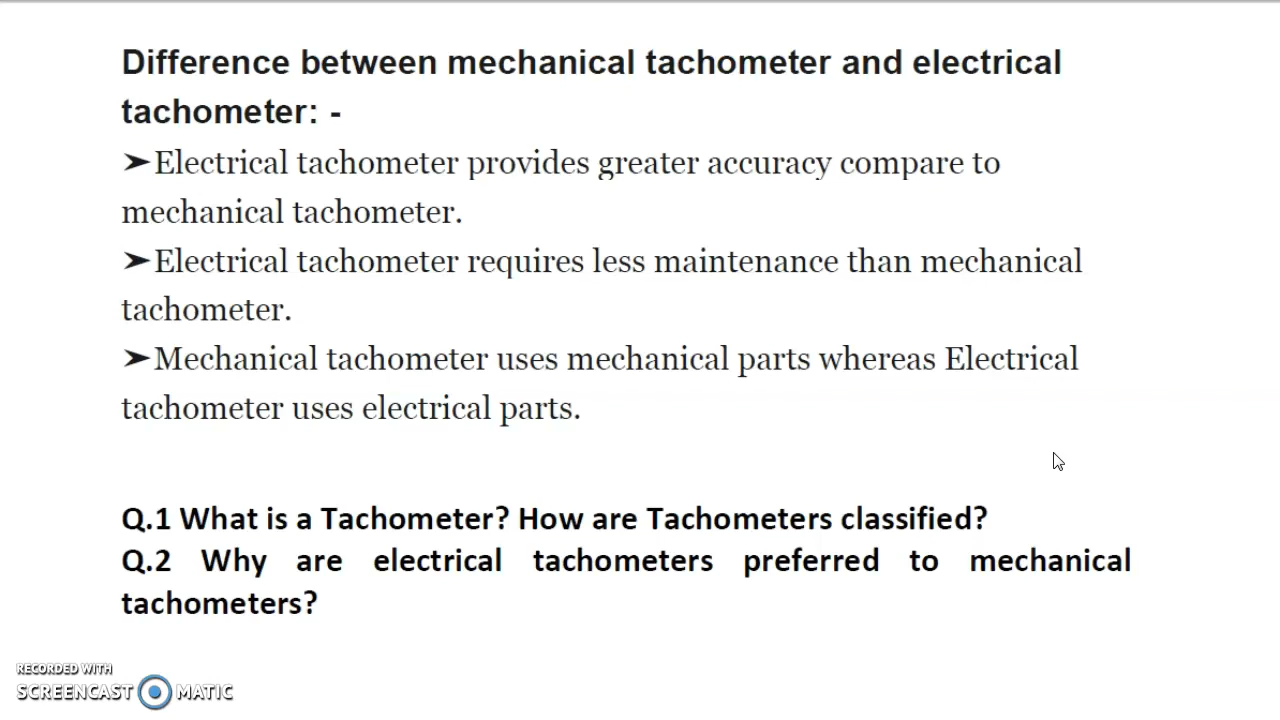 Difference between mechanical tachometer and electrical
tachometer: -
➤Electrical tachometer provides greater accuracy compare to
mechanical tachometer.
➤Electrical tachometer requires less maintenance than mechanical
tachometer.
➤Mechanical tachometer uses mechanical parts whereas Electrical
tachometer uses electrical parts.
Q.1 What is a Tachometer? How are Tachometers classified?
Q.2 Why are electrical tachometers preferred to mechanical
tachometers?
RECORDED WITH
SCREENCAST MATIC